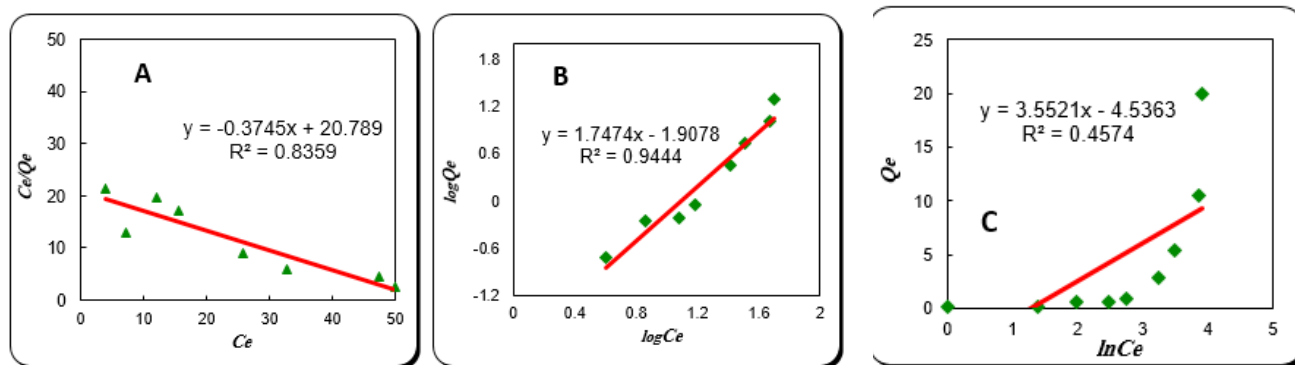 50
40
30
20
10
0
Ce/Qe
A
y = -0.3745x + 20.789
R² = 0.8359
0 10 20 30 40 50
Ce
1.8
1.2
0.6
0
-0.6
-1.2
logQe
B
y = 1.7474x - 1.9078
R² = 0.9444
0 0.4 0.8 1.2 1.6 2
logCe
25
20
15
10
5
0
Qe
y = 3.5521x - 4.5363
R² = 0.4574
C
0 1 2 3 4 5
lnCe